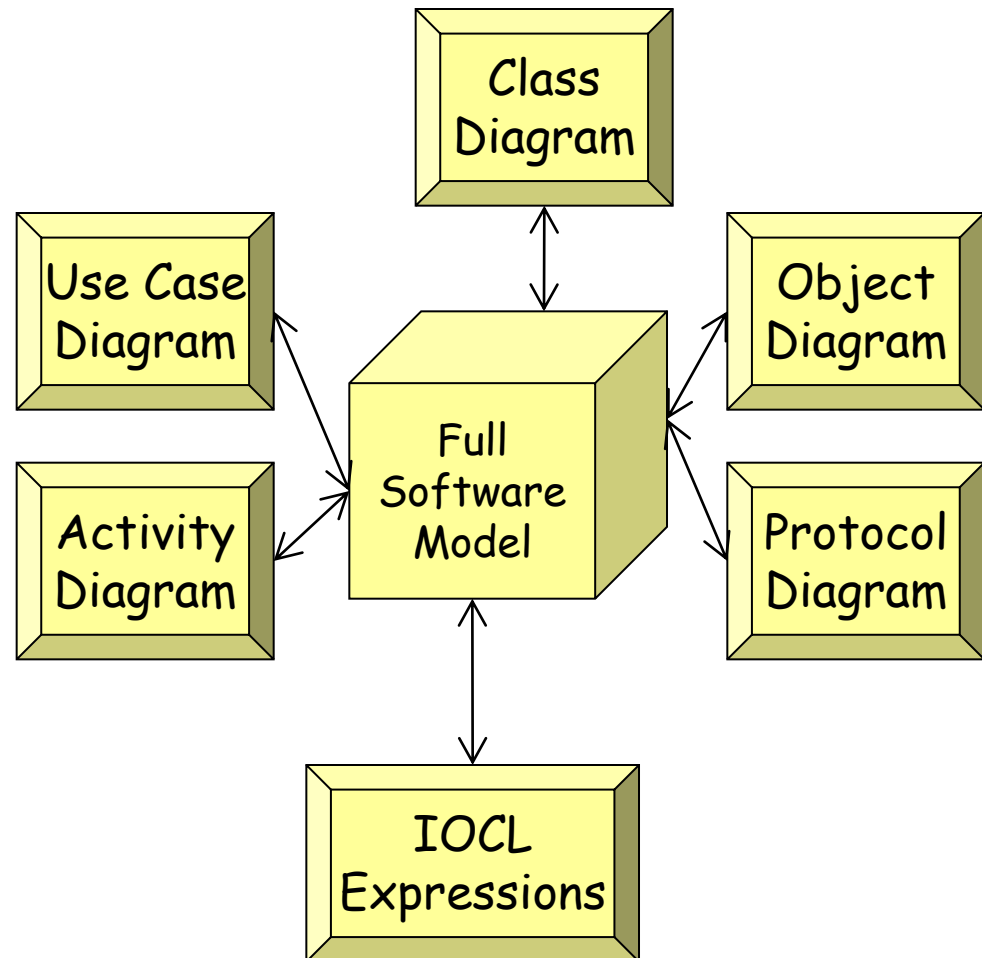 Class
Diagram
Use Case
Diagram
Object
Diagram
Full
Software
Model
Activity
Diagram
Protocol
Diagram
IOCL
Expressions